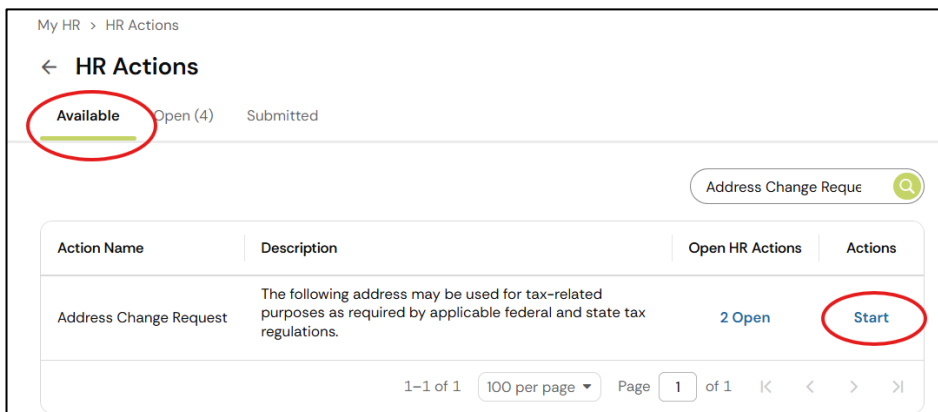 My HR > HR Actions
← HR Actions
Available Open (4) Submitted
Address Change Reque
Action Name Description Open HR Actions Actions
Address Change Request
The following address may be used for tax-related
purposes as required by applicable federal and state tax
regulations.
2 Open
Start
1–1 of 1 100 per page Page 1 of 1